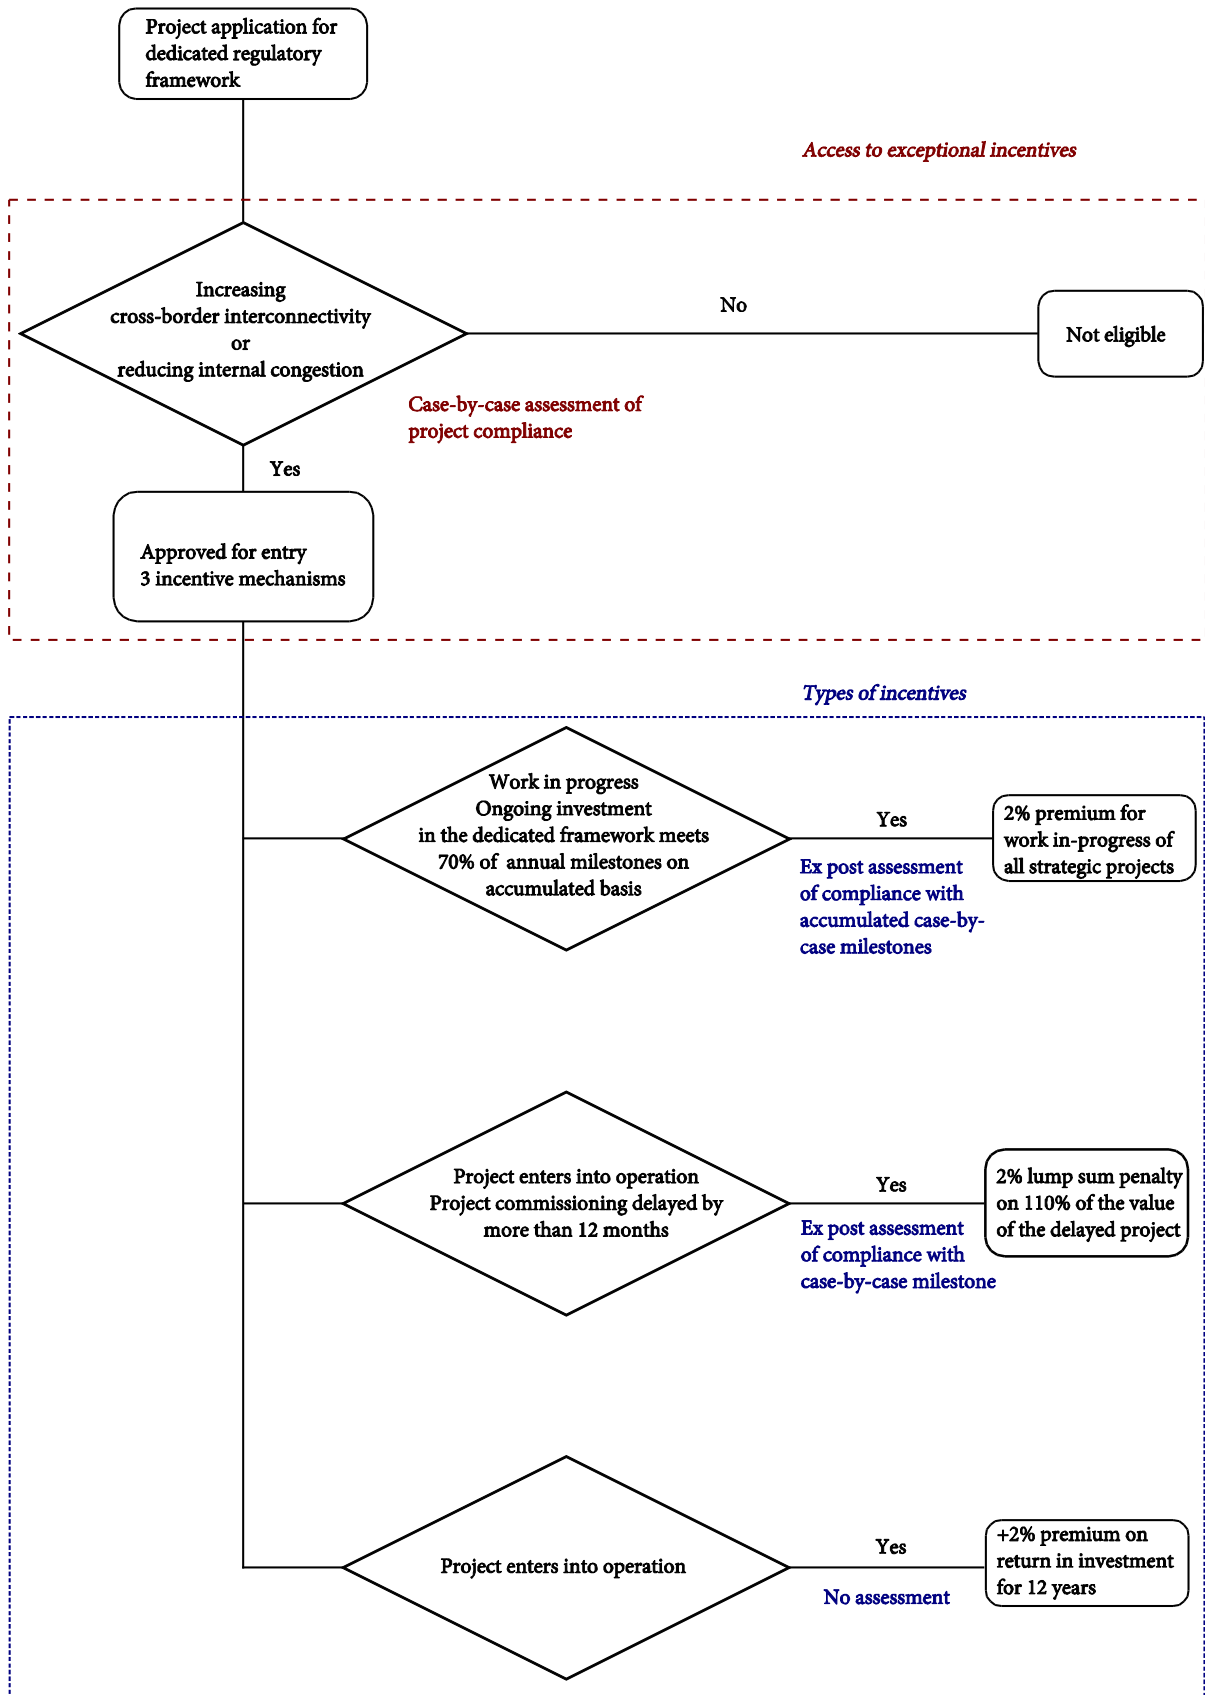 Project application for
dedicated regulatory
framework
Access to exceptional incentives
Increasing
cross-border interconnectivity
or
reducing internal congestion
No
Not eligible
Case-by-case assessment of
project compliance
Yes
Approved for entry
3 incentive mechanisms
Types of incentives
Work in progress
Ongoing investment
in the dedicated framework meets
70% of annual milestones on
accumulated basis
Yes
Ex post assessment
of compliance with
accumulated case-by-
case milestones
2% premium for
work in-progress of
all strategic projects
Project enters into operation
Project commissioning delayed by
more than 12 months
Yes
Ex post assessment
of compliance with
case-by-case milestone
2% lump sum penalty
on 110% of the value
of the delayed project
Project enters into operation
Yes
No assessment
+2% premium on
return in investment
for 12 years